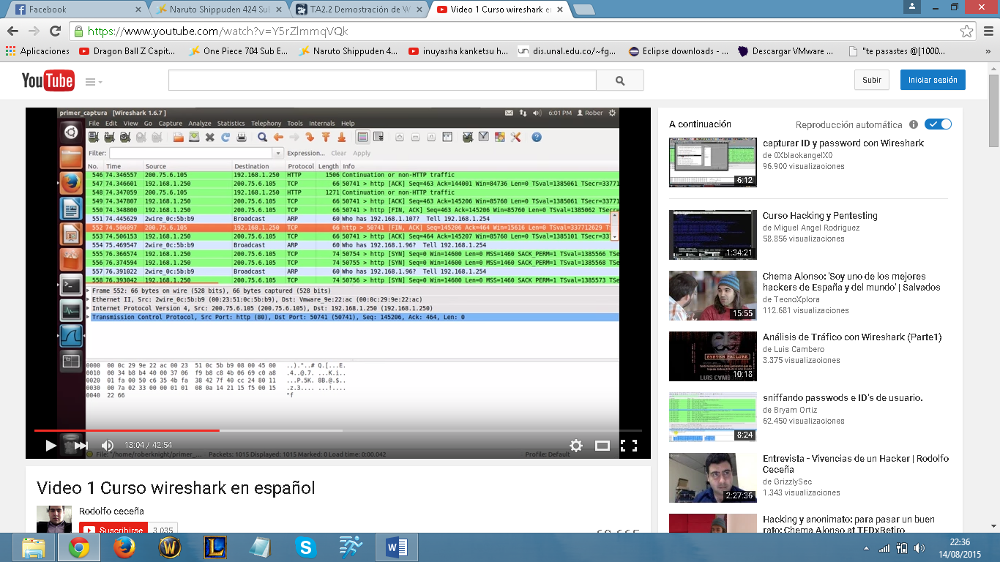 Facebook
Naruto Shippuden 424 Sub
TA2.2 Demostración de W
Video 1 Curso wireshark en
https://www.youtube.com/watch?v=Y5rZlmmqVQk
Aplicaciones
Dragon Ball Z Capit...
One Piece 704 Sub E...
Naruto Shippuden 4...
inuyasha kanketsu h...
dis.unal.edu.co/~fg...
Eclipse downloads - ...
Descargar VMware ...
"te pasastes @[1000...
YouTube
Subir
Iniciar sesión
primer_captura [Wireshark 1.6.7 ]
6:01 PM
Rober
File Edit View Go Capture Analyze Statistics Telephony Tools Internals Help
Filter:
Expression... Clear Apply
No. Time Source Destination Protocol Length Info
546 74.346557 200.75.6.105 192.168.1.250 HTTP 1506 Continuation or non-HTTP traffic
547 74.346601 192.168.1.250 200.75.6.105 TCP 66 50741 > http [ACK] Seq=463 Ack=144001 Win=84736 Len=0 TSval=1385061 TSecr=3377
548 74.347059 200.75.6.105 192.168.1.250 HTTP 1271 Continuation or non-HTTP traffic
549 74.347807 192.168.1.250 200.75.6.105 TCP 66 50741 > http [ACK] Seq=463 Ack=145206 Win=85760 Len=0 TSval=1385061 TSecr=3377
550 74.348800 192.168.1.250 200.75.6.105 TCP 66 50741 > http [FIN, ACK] Seq=463 Ack=145206 Win=85760 Len=0 TSval=1385062 TSecr=
551 74.445629 2wire_0c:5b:b9 Broadcast ARP 60 Who has 192.168.1.107? Tell 192.168.1.254
552 74.506097 200.75.6.105 192.168.1.250 TCP 66 http > 50741 [FIN, ACK] Seq=145206 Ack=464 Win=15616 Len=0 TSval=337712629 T
553 74.506153 192.168.1.250 200.75.6.105 TCP 66 50741 > http [ACK] Seq=464 Ack=145207 Win=85760 Len=0 TSval=1385101 TSecr=33
554 75.469547 2wire_0c:5b:b9 Broadcast ARP 60 Who has 192.168.1.96? Tell 192.168.1.254
555 76.366574 192.168.1.250 200.75.6.105 TCP 74 50754 > http [SYN] Seq=0 Win=14600 Len=0 MSS=1460 SACK_PERM=1 TSval=1385566 TSe
556 76.374594 192.168.1.250 200.75.6.105 TCP 74 50755 > http [SYN] Seq=0 Win=14600 Len=0 MSS=1460 SACK_PERM=1 TSval=1385568 TSe
557 76.391022 2wire_0c:5b:b9 Broadcast ARP 60 Who has 192.168.1.96? Tell 192.168.1.254
558 76.393042 192.168.1.250 200.75.6.105 TCP 74 50756 > http [SYN] Seq=0 Win=14600 Len=0 MSS=1460 SACK_PERM=1 TSval=1385573 TSe
Frame 552: 66 bytes on wire (528 bits), 66 bytes captured (528 bits)
Ethernet II, Src: 2wire_0c:5b:b9 (00:23:51:0c:5b:b9), Dst: Vmware_9e:22:ac (00:0c:29:9e:22:ac)
Internet Protocol Version 4, Src: 200.75.6.105 (200.75.6.105), Dst: 192.168.1.250 (192.168.1.250)
Transmission Control Protocol, Src Port: http (80), Dst Port: 50741 (50741), Seq: 145206, Ack: 464, Len: 0
0000 00 0c 29 9e 22 ac 00 23 51 0c 5b b9 08 00 45 00 ..)."..# Q.[...E.
0010 00 34 b8 b4 40 00 37 06 f9 08 c8 4b 06 69 c0 a8 .4..@.7. ...K.i..
0020 01 fa 00 50 c6 35 4b fa 38 42 7f 40 cc 24 80 11 ...P.5K. 8B.@.$..
0030 00 7a 02 33 00 00 01 01 08 0a 14 21 15 f5 00 15 .z.3.... ...!....
0040 22 66 "f
13:04 / 42:54
File: "/home/roberknight/primer_... Packets: 1015 Displayed: 1015 Marked: 0 Load time: 0:00.042
Profile: Default
Video 1 Curso wireshark en español
Rodolfo ceceña
Suscribirse 3.035
A continuación
Reproducción automática
capturar ID y password con Wireshark
de 0XblackangelX0
96.900 visualizaciones
6:12
Curso Hacking y Pentesting
de Miguel Angel Rodriguez
58.856 visualizaciones
1:34:21
Chema Alonso: 'Soy uno de los mejores
hackers de España y del mundo' | Salvados
de TecnoXplora
112.681 visualizaciones
15:55
Análisis de Tráfico con Wireshark (Parte1)
de Luis Cambero
3.375 visualizaciones
SYSTEM FAILURE
LUIS CAMB
10:18
sniffando passwods e ID's de usuario.
de Bryam Ortiz
62.450 visualizaciones
8:24
Entrevista - Vivencias de un Hacker | Rodolfo
Ceceña
de GrizzlySec
1.343 visualizaciones
2:27:36
Hacking y anonimato: para pasar un buen
rato: Chema Alonso at TEDxRetiro
22:36
14/08/2015